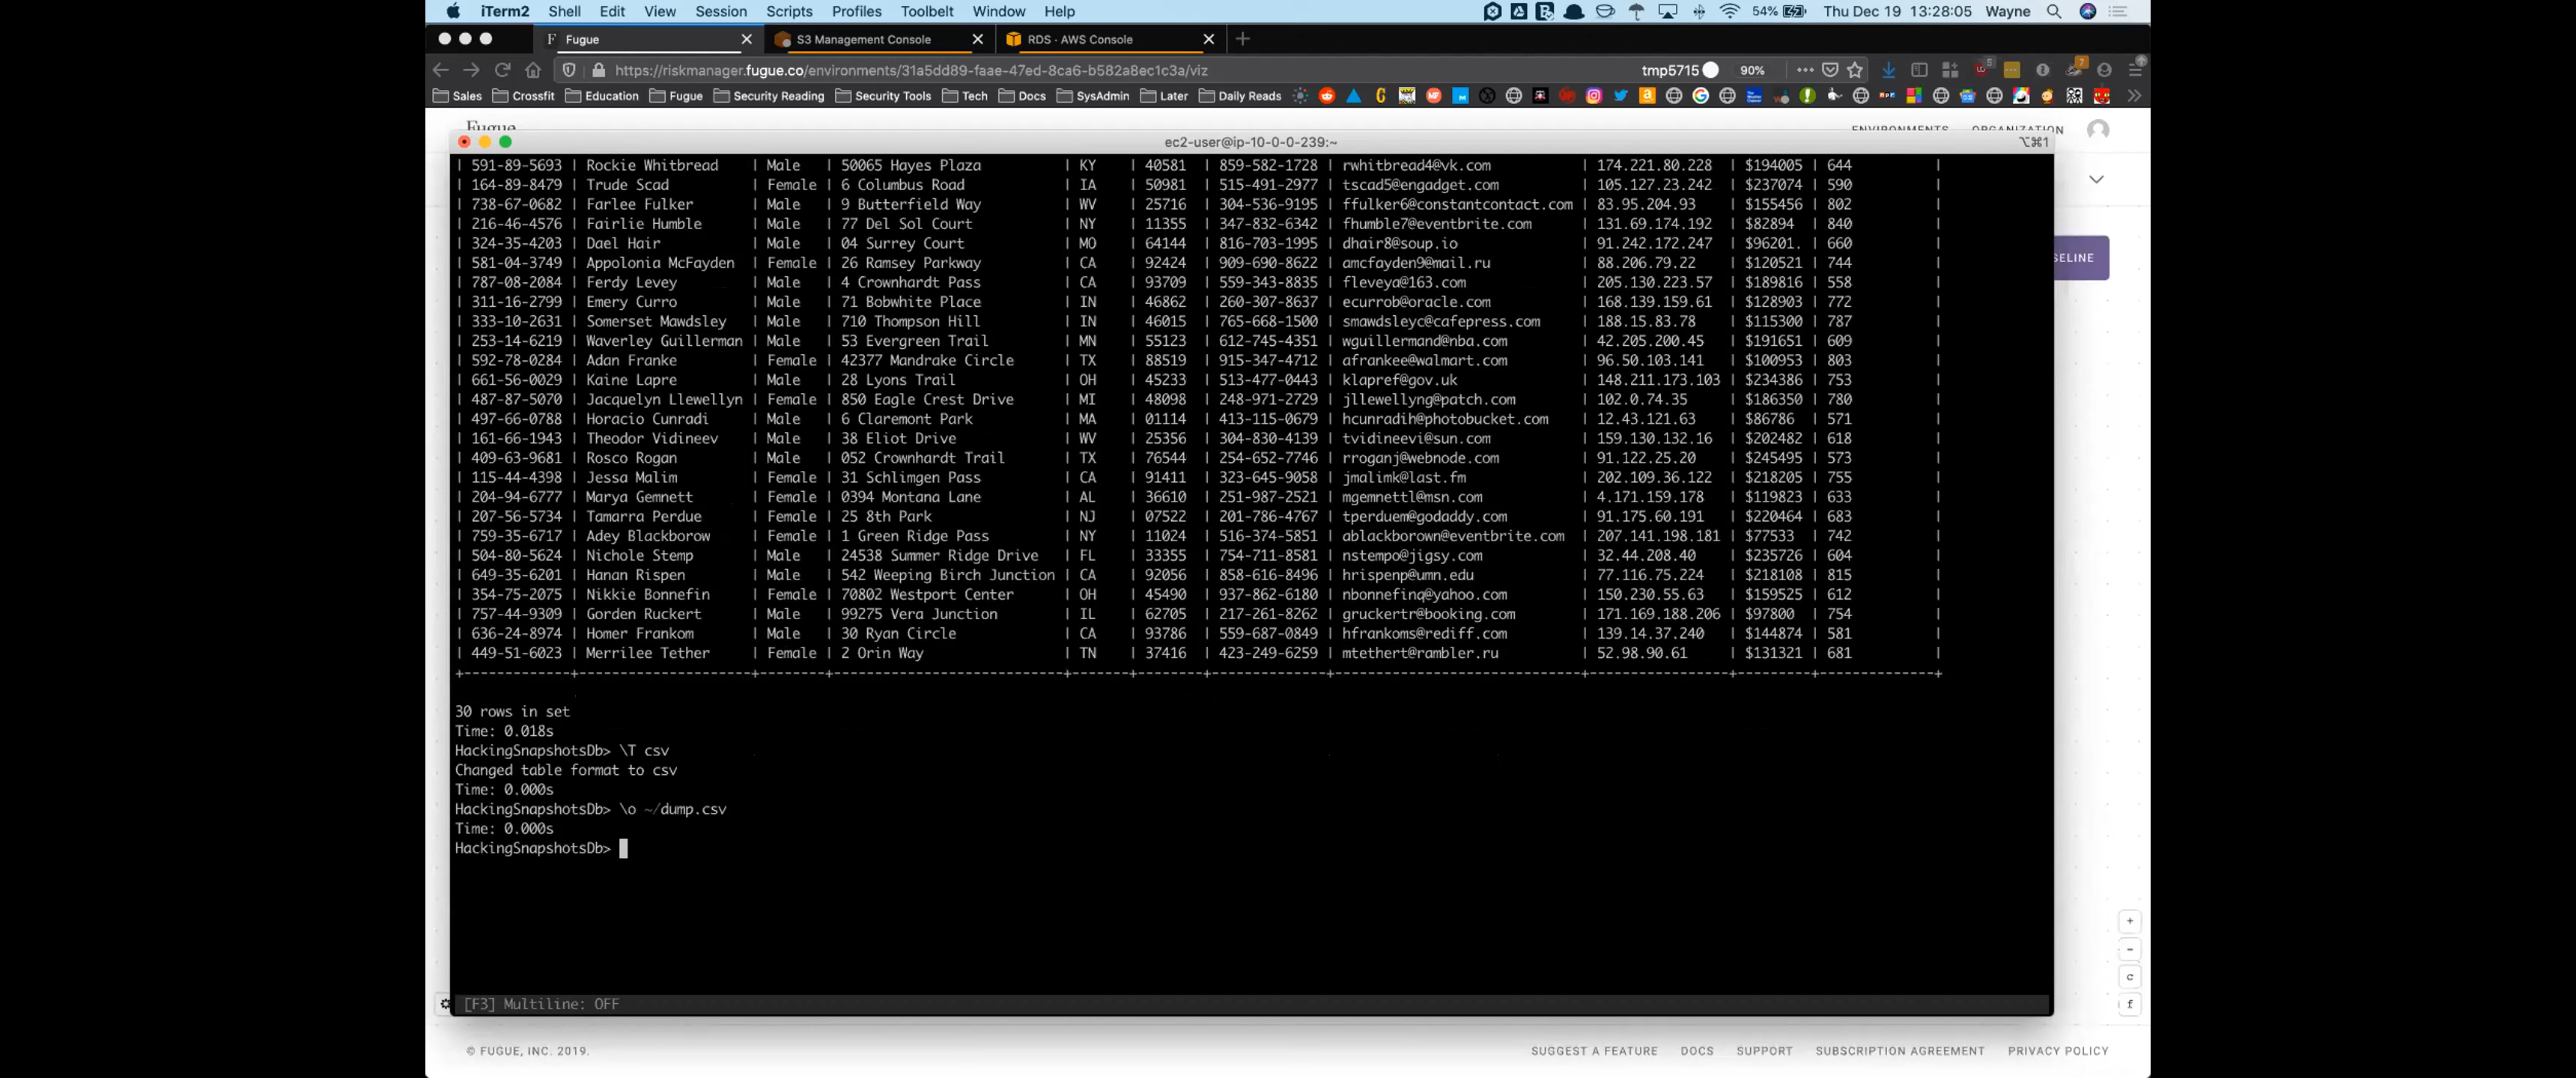 iTerm2 Shell Edit View Session Scripts Profiles Toolbelt Window Help 54% Thu Dec 19 13:28:05 Wayne
F Fugue S3 Management Console RDS · AWS Console
https://riskmanager.fugue.co/environments/31a5dd89-faae-47ed-8ca6-b582a8ec1c3a/viz tmp5715 90%
Sales Crossfit Education Fugue Security Reading Security Tools Tech Docs SysAdmin Later Daily Reads
Fugue ENVIRONMENTS ORGANIZATION
ec2-user@ip-10-0-0-239:~ ⌥⌘1
| 591-89-5693 | Rockie Whitbread | Male | 50065 Hayes Plaza | KY | 40581 | 859-582-1728 | rwhitbread4@vk.com | 174.221.80.228 | $194005 | 644 |
| 164-89-8479 | Trude Scad | Female | 6 Columbus Road | IA | 50981 | 515-491-2977 | tscad5@engadget.com | 105.127.23.242 | $237074 | 590 |
| 738-67-0682 | Farlee Fulker | Male | 9 Butterfield Way | WV | 25716 | 304-536-9195 | ffulker6@constantcontact.com | 83.95.204.93 | $155456 | 802 |
| 216-46-4576 | Fairlie Humble | Male | 77 Del Sol Court | NY | 11355 | 347-832-6342 | fhumble7@eventbrite.com | 131.69.174.192 | $82894 | 840 |
| 324-35-4203 | Dael Hair | Male | 04 Surrey Court | MO | 64144 | 816-703-1995 | dhair8@soup.io | 91.242.172.247 | $96201. | 660 |
| 581-04-3749 | Appolonia McFayden | Female | 26 Ramsey Parkway | CA | 92424 | 909-690-8622 | amcfayden9@mail.ru | 88.206.79.22 | $120521 | 744 |
| 787-08-2084 | Ferdy Levey | Male | 4 Crownhardt Pass | CA | 93709 | 559-343-8835 | fleveya@163.com | 205.130.223.57 | $189816 | 558 |
| 311-16-2799 | Emery Curro | Male | 71 Bobwhite Place | IN | 46862 | 260-307-8637 | ecurrob@oracle.com | 168.139.159.61 | $128903 | 772 |
| 333-10-2631 | Somerset Mawdsley | Male | 710 Thompson Hill | IN | 46015 | 765-668-1500 | smawdsleyc@cafepress.com | 188.15.83.78 | $115300 | 787 |
| 253-14-6219 | Waverley Guillerman | Male | 53 Evergreen Trail | MN | 55123 | 612-745-4351 | wguillermand@nba.com | 42.205.200.45 | $191651 | 609 |
| 592-78-0284 | Adan Franke | Female | 42377 Mandrake Circle | TX | 88519 | 915-347-4712 | afrankee@walmart.com | 96.50.103.141 | $100953 | 803 |
| 661-56-0029 | Kaine Lapre | Male | 28 Lyons Trail | OH | 45233 | 513-477-0443 | klapref@gov.uk | 148.211.173.103 | $234386 | 753 |
| 487-87-5070 | Jacquelyn Llewellyn | Female | 850 Eagle Crest Drive | MI | 48098 | 248-971-2729 | jllewellyng@patch.com | 102.0.74.35 | $186350 | 780 |
| 497-66-0788 | Horacio Cunradi | Male | 6 Claremont Park | MA | 01114 | 413-115-0679 | hcunradih@photobucket.com | 12.43.121.63 | $86786 | 571 |
| 161-66-1943 | Theodor Vidineev | Male | 38 Eliot Drive | WV | 25356 | 304-830-4139 | tvidineevi@sun.com | 159.130.132.16 | $202482 | 618 |
| 409-63-9681 | Rosco Rogan | Male | 052 Crownhardt Trail | TX | 76544 | 254-652-7746 | rroganj@webnode.com | 91.122.25.20 | $245495 | 573 |
| 115-44-4398 | Jessa Malim | Female | 31 Schlimgen Pass | CA | 91411 | 323-645-9058 | jmalimk@last.fm | 202.109.36.122 | $218205 | 755 |
| 204-94-6777 | Marya Gemnett | Female | 0394 Montana Lane | AL | 36610 | 251-987-2521 | mgemnettl@msn.com | 4.171.159.178 | $119823 | 633 |
| 207-56-5734 | Tamarra Perdue | Female | 25 8th Park | NJ | 07522 | 201-786-4767 | tperduem@godaddy.com | 91.175.60.191 | $220464 | 683 |
| 759-35-6717 | Adey Blackborow | Female | 1 Green Ridge Pass | NY | 11024 | 516-374-5851 | ablackborown@eventbrite.com | 207.141.198.181 | $77533 | 742 |
| 504-80-5624 | Nichole Stemp | Male | 24538 Summer Ridge Drive | FL | 33355 | 754-711-8581 | nstempo@jigsy.com | 32.44.208.40 | $235726 | 604 |
| 649-35-6201 | Hanan Rispen | Male | 542 Weeping Birch Junction | CA | 92056 | 858-616-8496 | hrispenp@umn.edu | 77.116.75.224 | $218108 | 815 |
| 354-75-2075 | Nikkie Bonnefin | Female | 70802 Westport Center | OH | 45490 | 937-862-6180 | nbonnefinq@yahoo.com | 150.230.55.63 | $159525 | 612 |
| 757-44-9309 | Gorden Ruckert | Male | 99275 Vera Junction | IL | 62705 | 217-261-8262 | gruckertr@booking.com | 171.169.188.206 | $97800 | 754 |
| 636-24-8974 | Homer Frankom | Male | 30 Ryan Circle | CA | 93786 | 559-687-0849 | hfrankoms@rediff.com | 139.14.37.240 | $144874 | 581 |
| 449-51-6023 | Merrilee Tether | Female | 2 Orin Way | TN | 37416 | 423-249-6259 | mtethert@rambler.ru | 52.98.90.61 | $131321 | 681 |
SELINE
30 rows in set
Time: 0.018s
HackingSnapshotsDb> \T csv
Changed table format to csv
Time: 0.000s
HackingSnapshotsDb> \o ~/dump.csv
Time: 0.000s
HackingSnapshotsDb>
+
-
c
[F3] Multiline: OFF
f
© FUGUE, INC. 2019. SUGGEST A FEATURE DOCS SUPPORT SUBSCRIPTION AGREEMENT PRIVACY POLICY